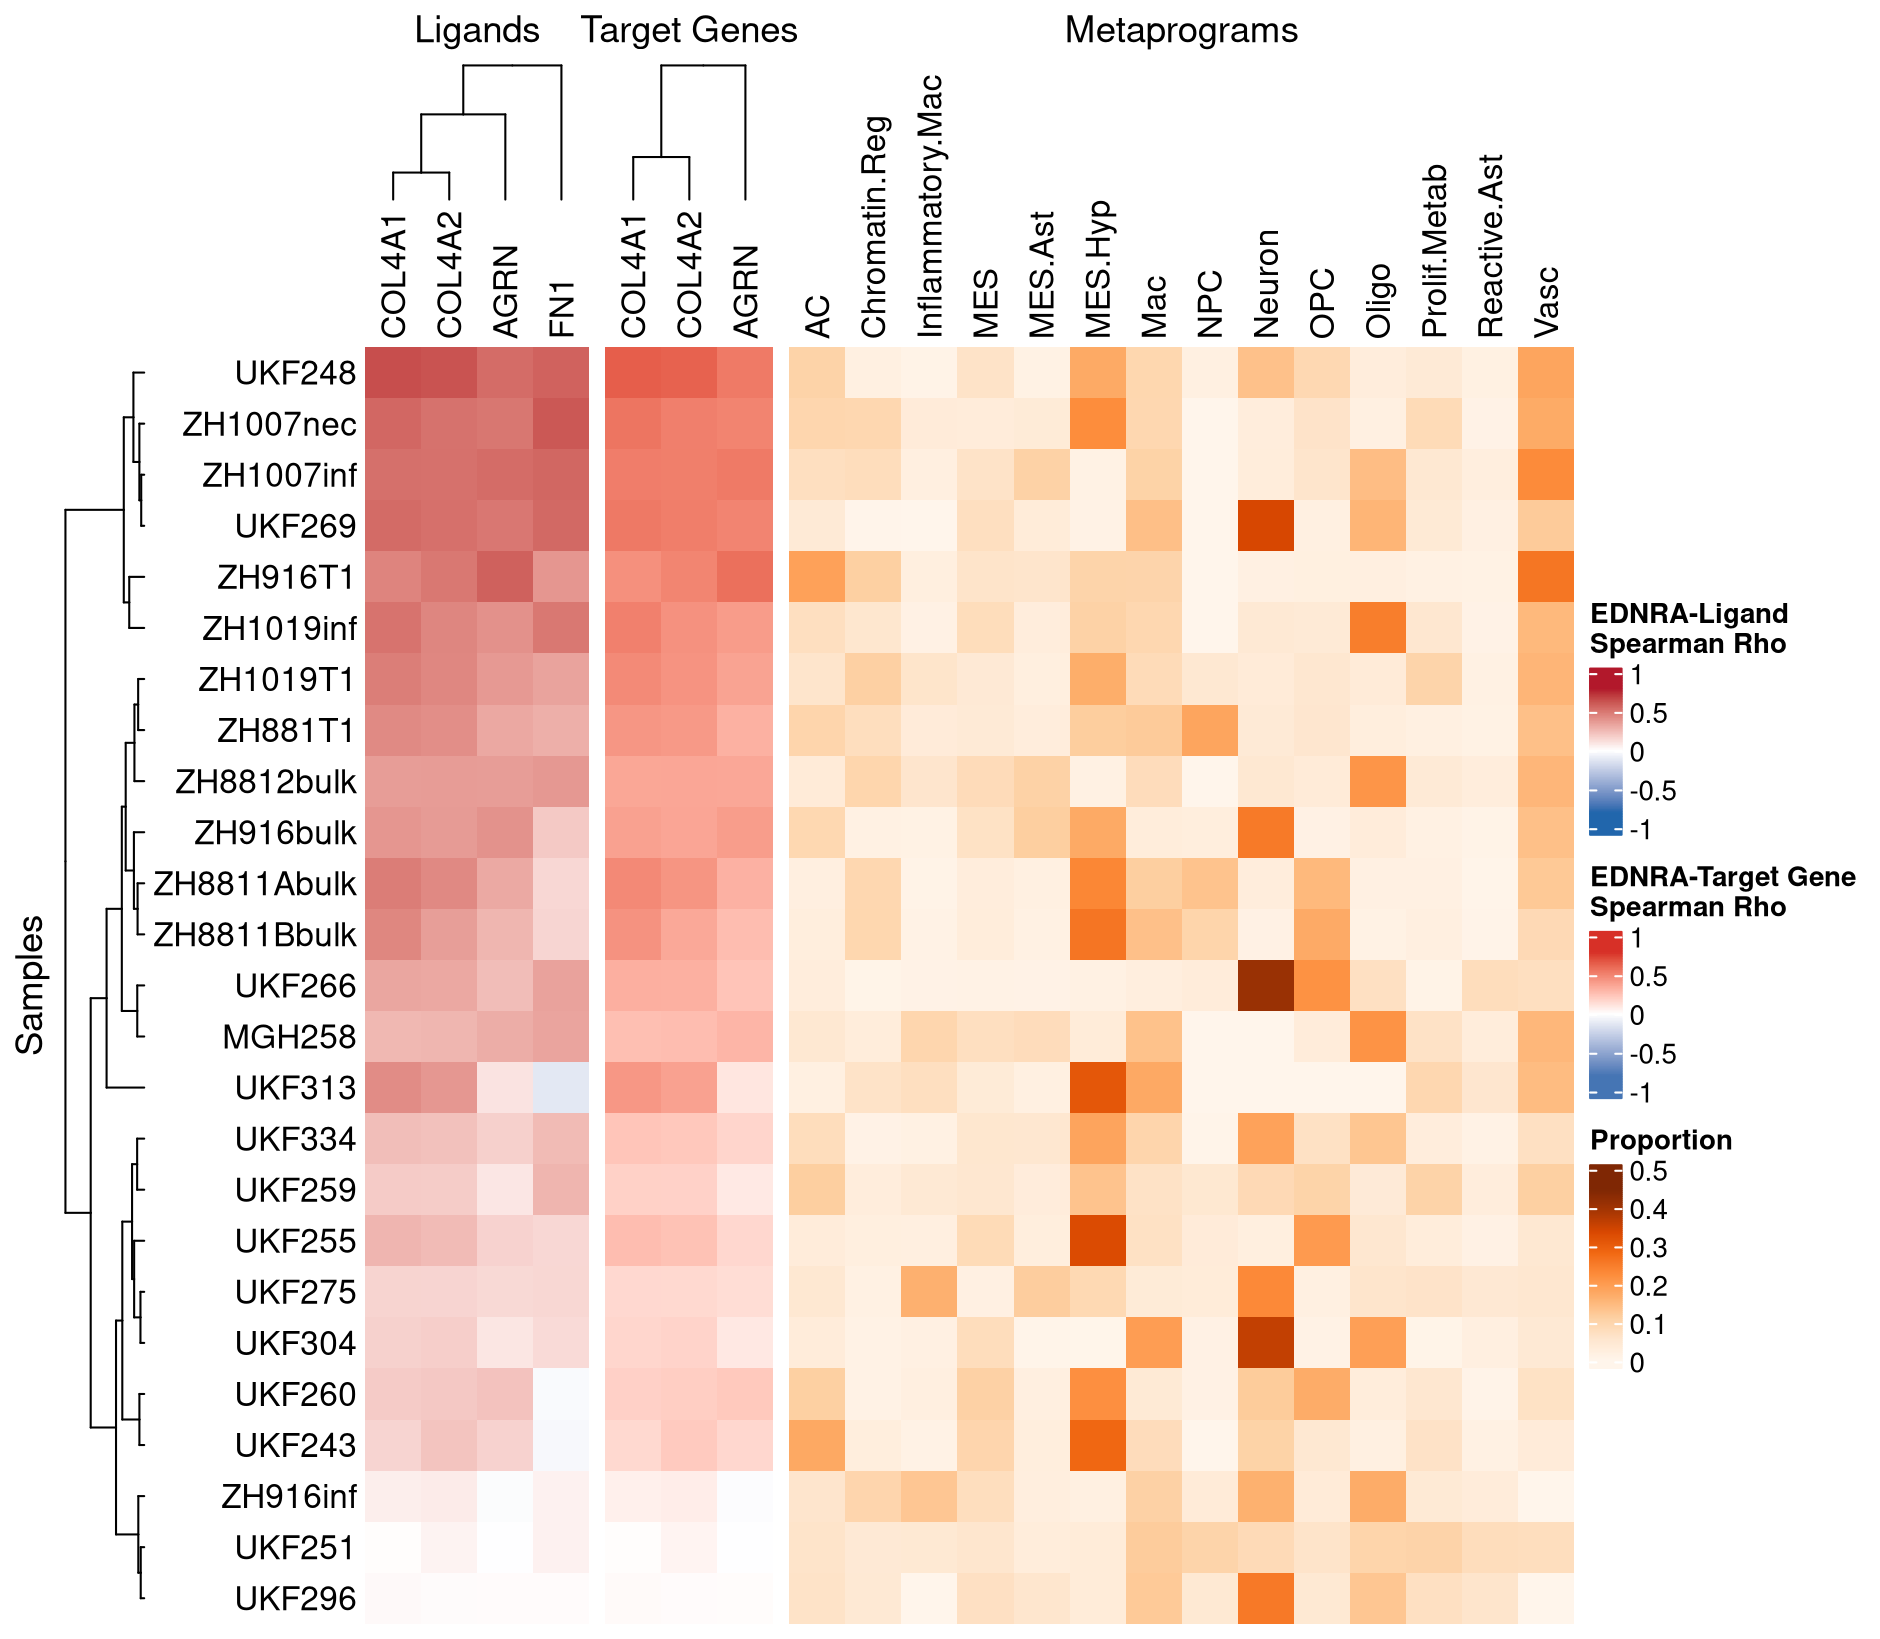 Ligands
Target Genes
Metaprograms
COL4A1
COL4A2
AGRN
FN1
COL4A1
COL4A2
AGRN
AC
Chromatin.Reg
Inflammatory.Mac
MES
MES.Ast
MES.Hyp
Mac
NPC
Neuron
OPC
Oligo
Prolif.Metab
Reactive.Ast
Vasc
Samples
UKF248
ZH1007nec
ZH1007inf
UKF269
ZH916T1
ZH1019inf
ZH1019T1
ZH881T1
ZH8812bulk
ZH916bulk
ZH8811Abulk
ZH8811Bbulk
UKF266
MGH258
UKF313
UKF334
UKF259
UKF255
UKF275
UKF304
UKF260
UKF243
ZH916inf
UKF251
UKF296
EDNRA-Ligand
Spearman Rho
1
0.5
0
-0.5
-1
EDNRA-Target Gene
Spearman Rho
1
0.5
0
-0.5
-1
Proportion
0.5
0.4
0.3
0.2
0.1
0